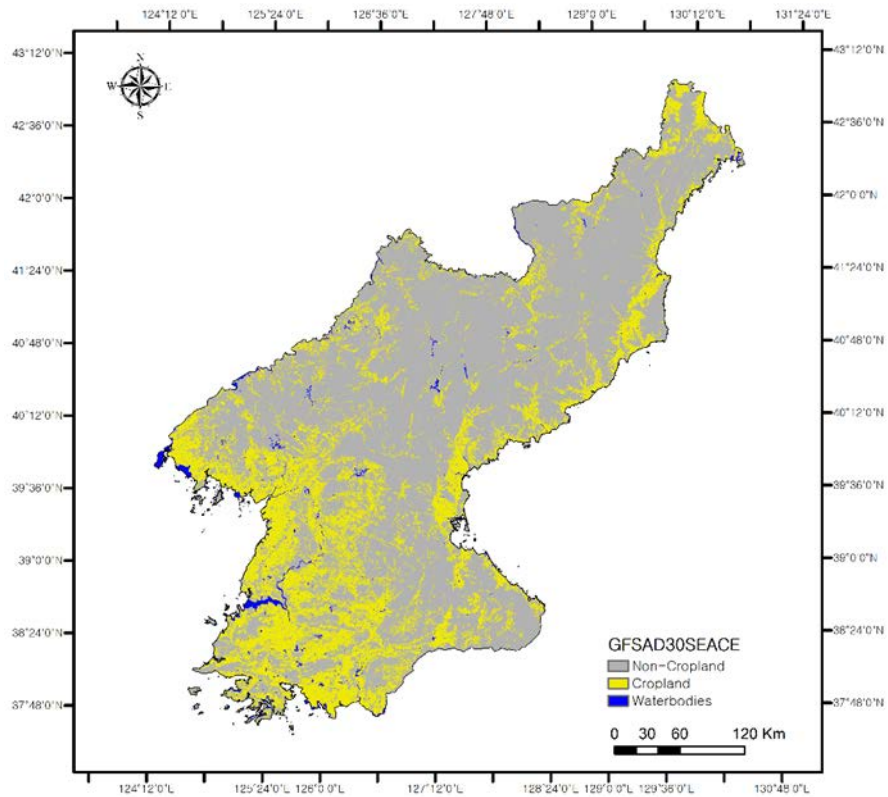 124°12'0"E 125°24'0"E 126°36'0"E 127°48'0"E 129°0'0"E 130°12'0"E 131°24'0"E
N
W E
S
43°12'0"N 43°12'0"N
42°36'0"N 42°36'0"N
42°0'0"N 42°0'0"N
41°24'0"N 41°24'0"N
40°48'0"N 40°48'0"N
40°12'0"N 40°12'0"N
39°36'0"N 39°36'0"N
39°0'0"N 39°0'0"N
38°24'0"N 38°24'0"N
37°48'0"N 37°48'0"N
GFSAD30SEACE
Non-Cropland
Cropland
Waterbodies
0 30 60 120 Km
124°12'0"E 125°24'0"E 126°0'0"E 127°12'0"E 128°24'0"E 129°0'0"E 129°36'0"E 130°48'0"E